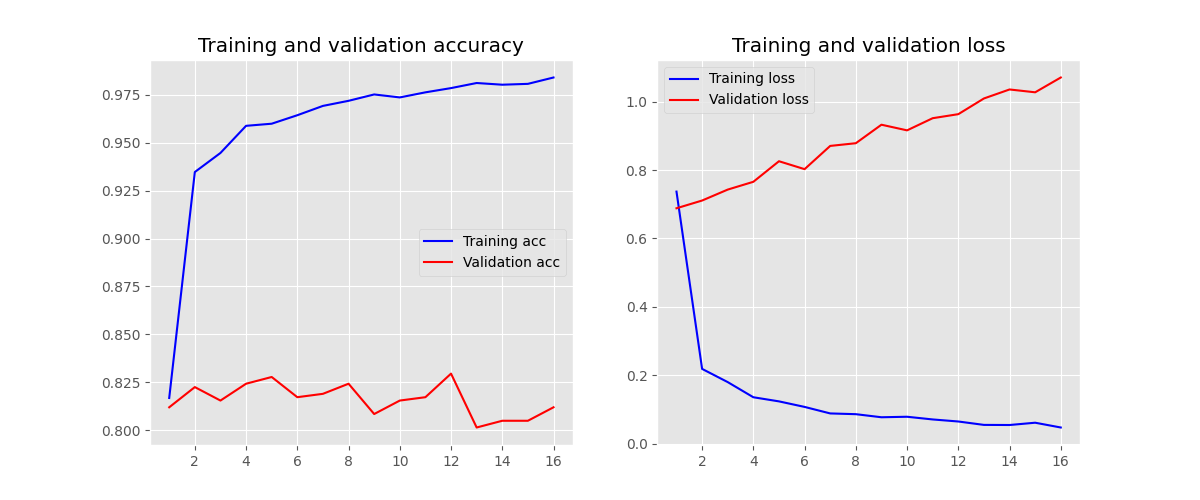 Training and validation accuracy
0.975
0.950
0.925
0.900
0.875
0.850
0.825
0.800
Training acc
Validation acc
2 4 6 8 10 12 14 16
Training and validation loss
Training loss
Validation loss
1.0
0.8
0.6
0.4
0.2
0.0
2 4 6 8 10 12 14 16